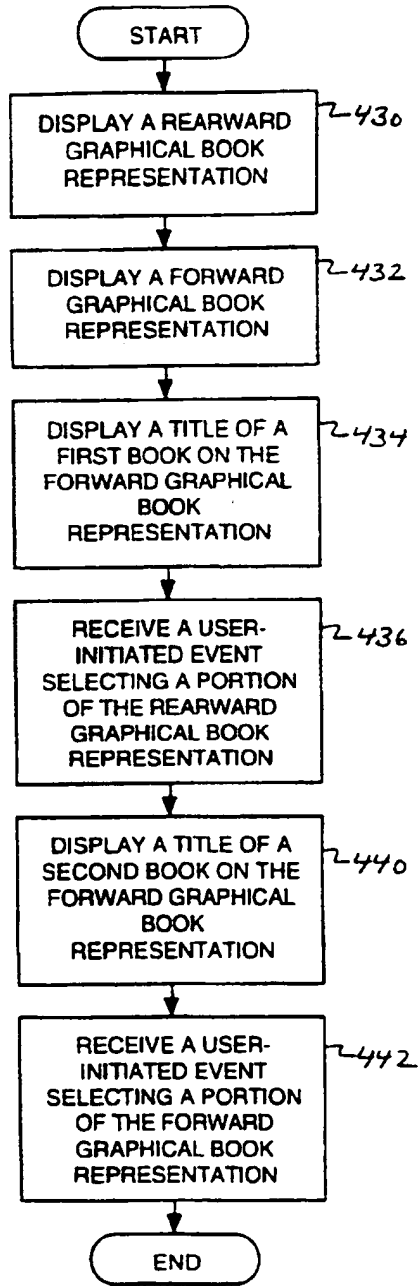 START
430
DISPLAY A REARWARD
GRAPHICAL BOOK
REPRESENTATION
432
DISPLAY A FORWARD
GRAPHICAL BOOK
REPRESENTATION
434
DISPLAY A TITLE OF A
FIRST BOOK ON THE
FORWARD GRAPHICAL
BOOK
REPRESENTATION
436
RECEIVE A USER-
INITIATED EVENT
SELECTING A PORTION
OF THE REARWARD
GRAPHICAL BOOK
REPRESENTATION
440
DISPLAY A TITLE OF A
SECOND BOOK ON THE
FORWARD GRAPHICAL
BOOK
REPRESENTATION
442
RECEIVE A USER-
INITIATED EVENT
SELECTING A PORTION
OF THE FORWARD
GRAPHICAL BOOK
REPRESENTATION
END